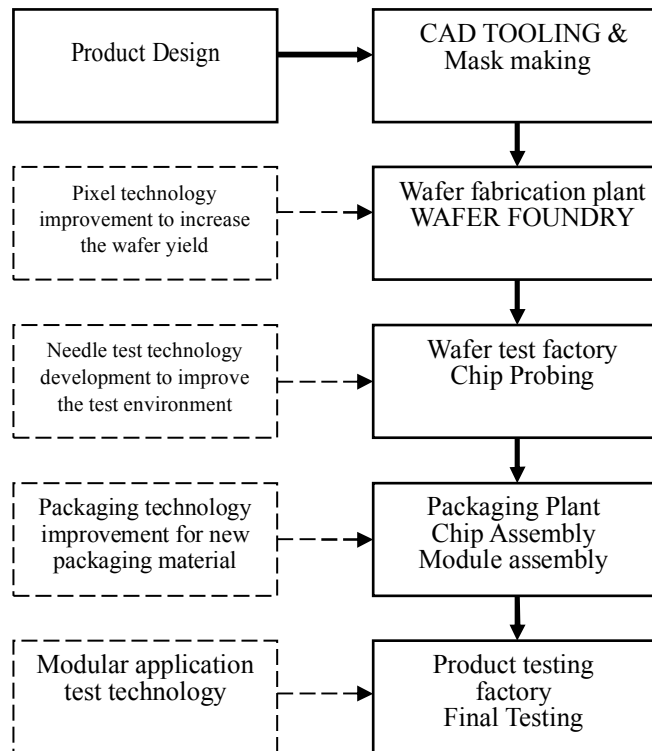 Product Design
CAD TOOLING &
Mask making
Pixel technology
improvement to increase
the wafer yield
Wafer fabrication plant
WAFER FOUNDRY
Needle test technology
development to improve
the test environment
Wafer test factory
Chip Probing
Packaging technology
improvement for new
packaging material
Packaging Plant
Chip Assembly
Module assembly
Modular application
test technology
Product testing
factory
Final Testing